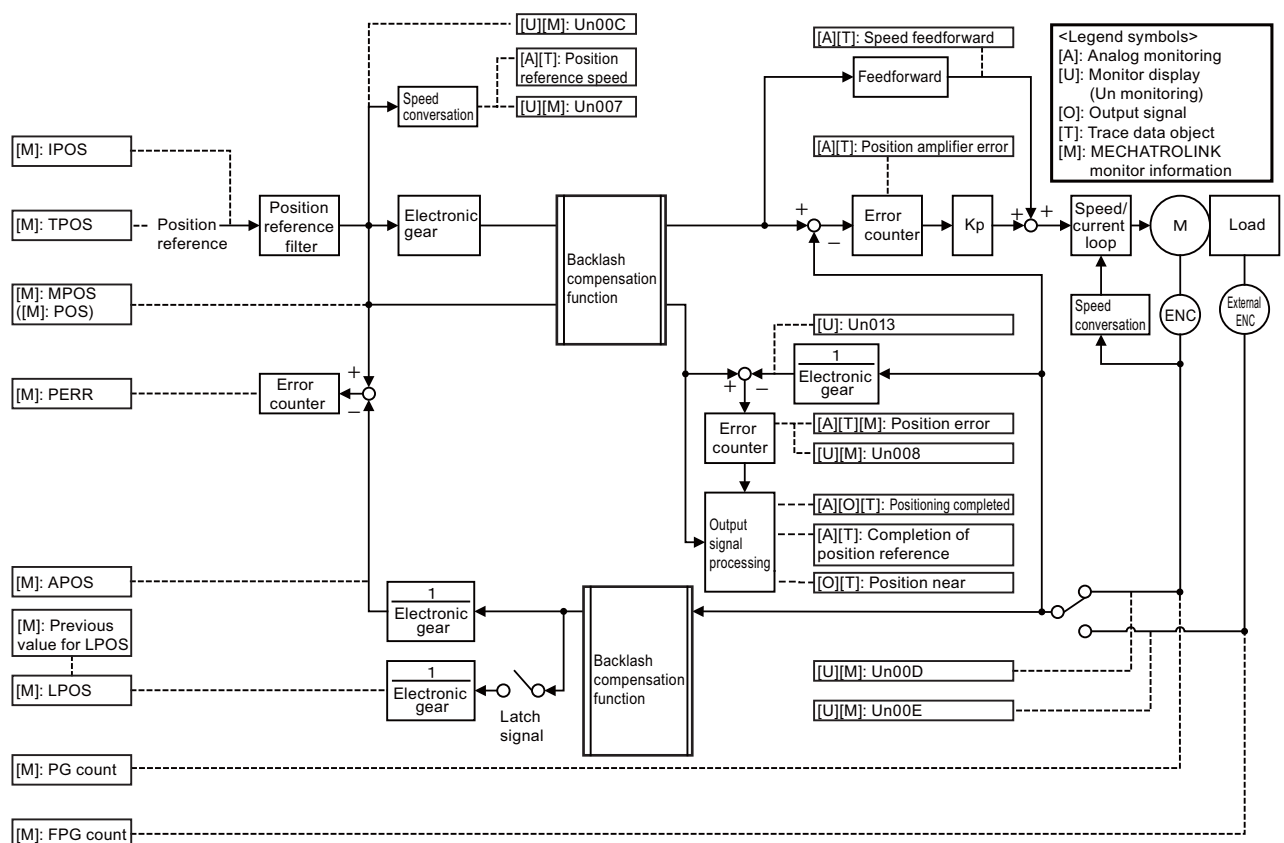 [U][M]: Un00C
[A][T]: Position
reference speed
[U][M]: Un007
Speed
conversation
[A][T]: Speed feedforward
Feedforward
[A][T]: Position amplifier error
<Legend symbols>
[A]: Analog monitoring
[U]: Monitor display
(Un monitoring)
[O]: Output signal
[T]: Trace data object
[M]: MECHATROLINK
monitor information
[M]: IPOS
[M]: TPOS
Position
reference
Position
reference
filter
Electronic
gear
Backlash
compensation
function
+
−
Error
counter
Kp
+
+
Speed/
current
loop
M
Load
[M]: MPOS
([M]: POS)
Speed
conversation
ENC
External
ENC
[U]: Un013
1
Electronic
gear
+
−
[M]: PERR
Error
counter
+
−
Error
counter
[A][T][M]: Position error
[U][M]: Un008
Output
signal
processing
[A][O][T]: Positioning completed
[A][T]: Completion of
position reference
[O][T]: Position near
[M]: APOS
1
Electronic
gear
[M]: Previous
value for LPOS
[M]: LPOS
1
Electronic
gear
Latch
signal
Backlash
compensation
function
[U][M]: Un00D
[U][M]: Un00E
[M]: PG count
[M]: FPG count